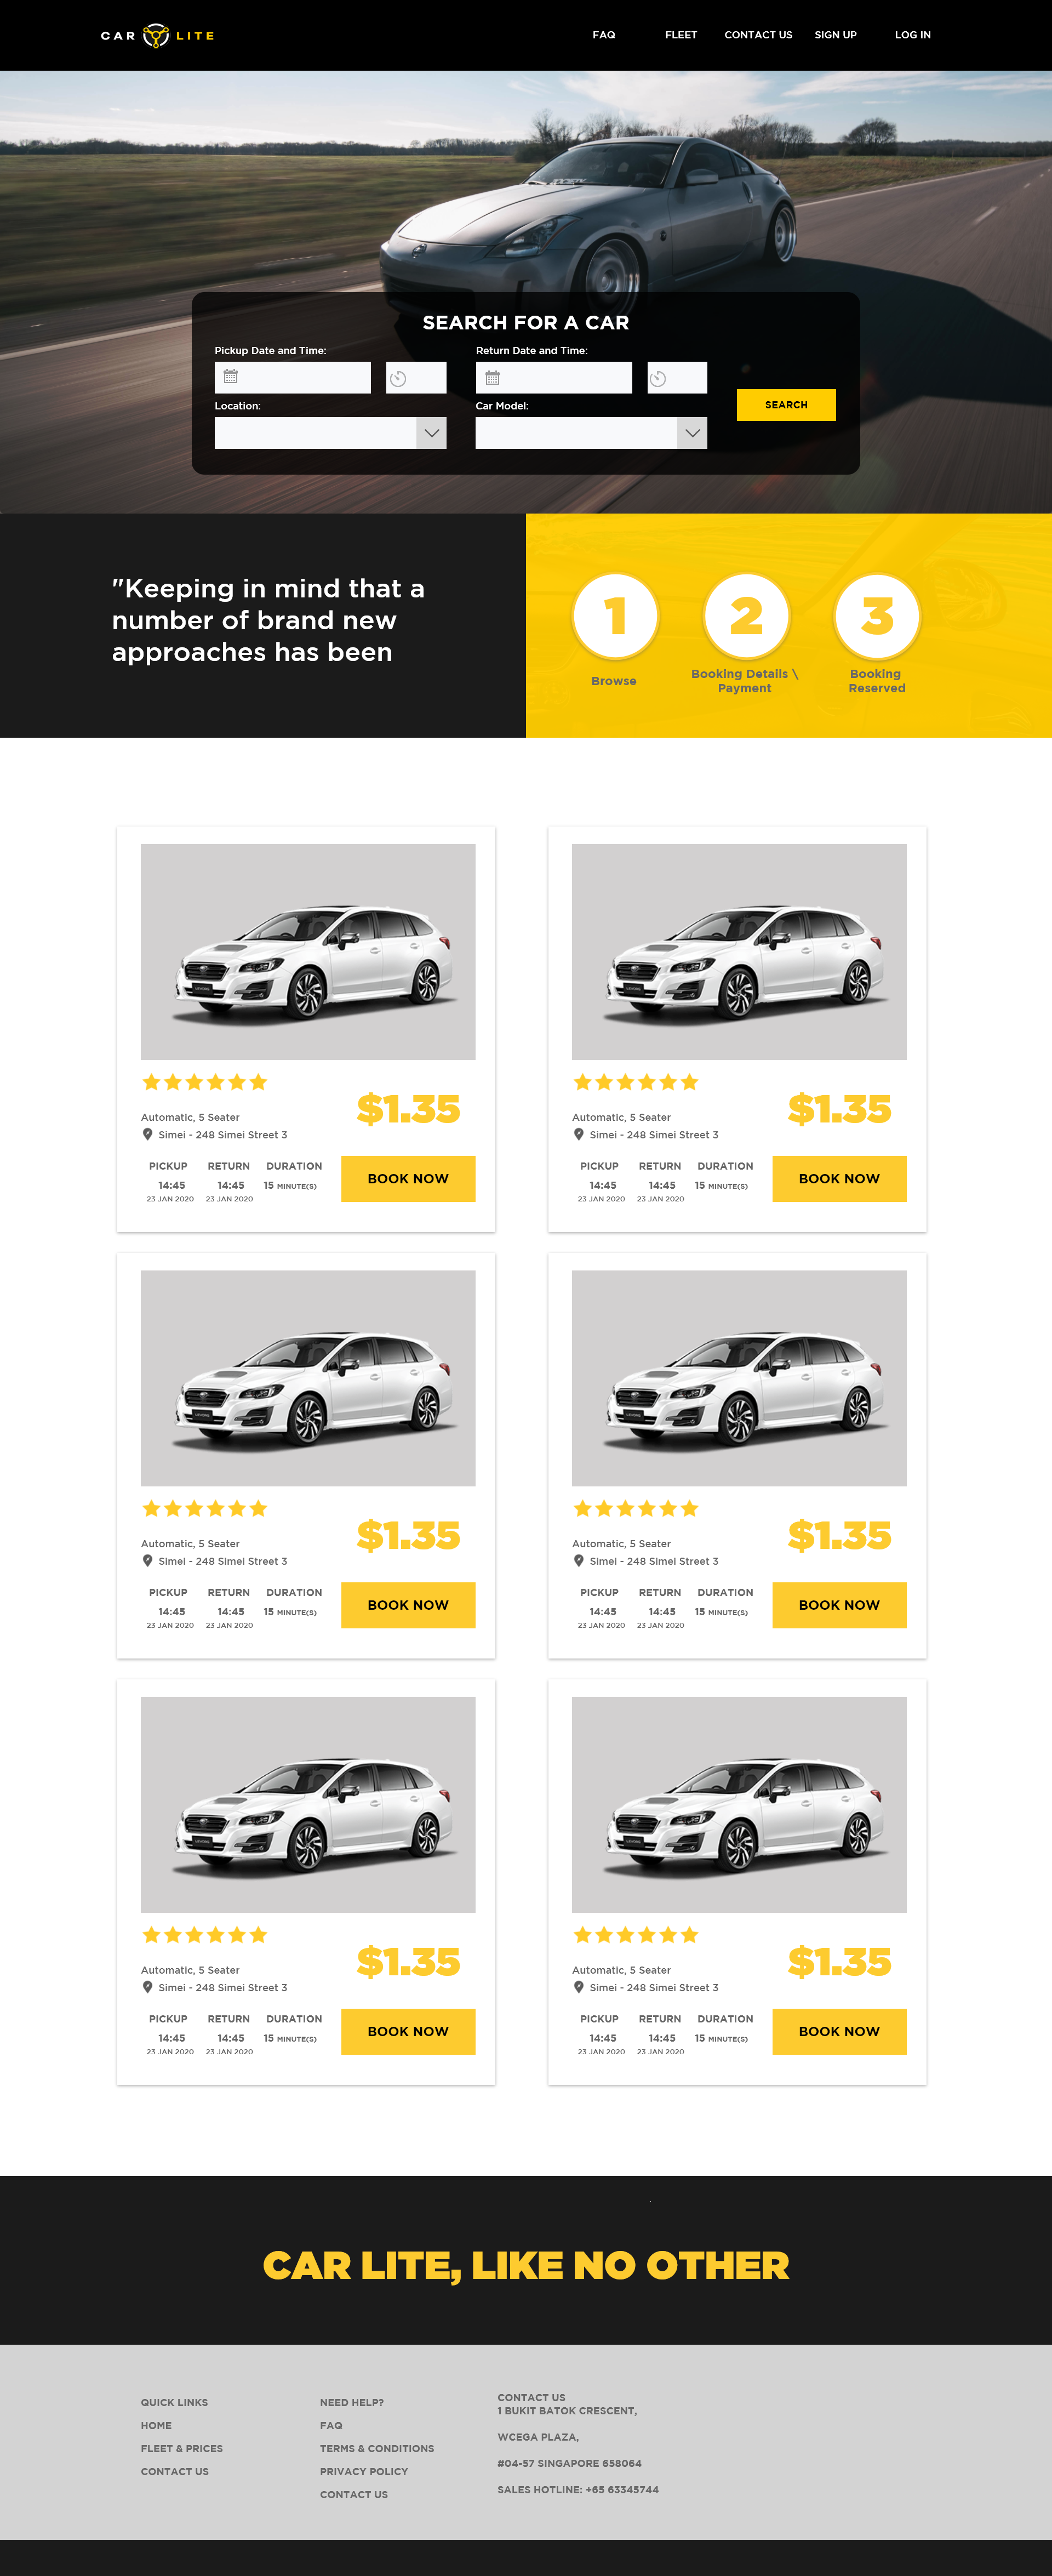 CAR LITE
FAQ
FLEET
CONTACT US
SIGN UP
LOG IN
SEARCH FOR A CAR
Pickup Date and Time:
Return Date and Time:
Location:
Car Model:
SEARCH
"Keeping in mind that a
number of brand new
approaches has been
1
Browse
2
Booking Details \
Payment
3
Booking
Reserved
$1.35
Automatic, 5 Seater
Simei - 248 Simei Street 3
PICKUP RETURN DURATION
14:45 14:45 15 MINUTE(S)
23 JAN 2020 23 JAN 2020
BOOK NOW
$1.35
Automatic, 5 Seater
Simei - 248 Simei Street 3
PICKUP RETURN DURATION
14:45 14:45 15 MINUTE(S)
23 JAN 2020 23 JAN 2020
BOOK NOW
$1.35
Automatic, 5 Seater
Simei - 248 Simei Street 3
PICKUP RETURN DURATION
14:45 14:45 15 MINUTE(S)
23 JAN 2020 23 JAN 2020
BOOK NOW
$1.35
Automatic, 5 Seater
Simei - 248 Simei Street 3
PICKUP RETURN DURATION
14:45 14:45 15 MINUTE(S)
23 JAN 2020 23 JAN 2020
BOOK NOW
$1.35
Automatic, 5 Seater
Simei - 248 Simei Street 3
PICKUP RETURN DURATION
14:45 14:45 15 MINUTE(S)
23 JAN 2020 23 JAN 2020
BOOK NOW
$1.35
Automatic, 5 Seater
Simei - 248 Simei Street 3
PICKUP RETURN DURATION
14:45 14:45 15 MINUTE(S)
23 JAN 2020 23 JAN 2020
BOOK NOW
CAR LITE, LIKE NO OTHER
QUICK LINKS
HOME
FLEET & PRICES
CONTACT US
NEED HELP?
FAQ
TERMS & CONDITIONS
PRIVACY POLICY
CONTACT US
CONTACT US
1 BUKIT BATOK CRESCENT,
WCEGA PLAZA,
#04-57 SINGAPORE 658064
SALES HOTLINE: +65 63345744